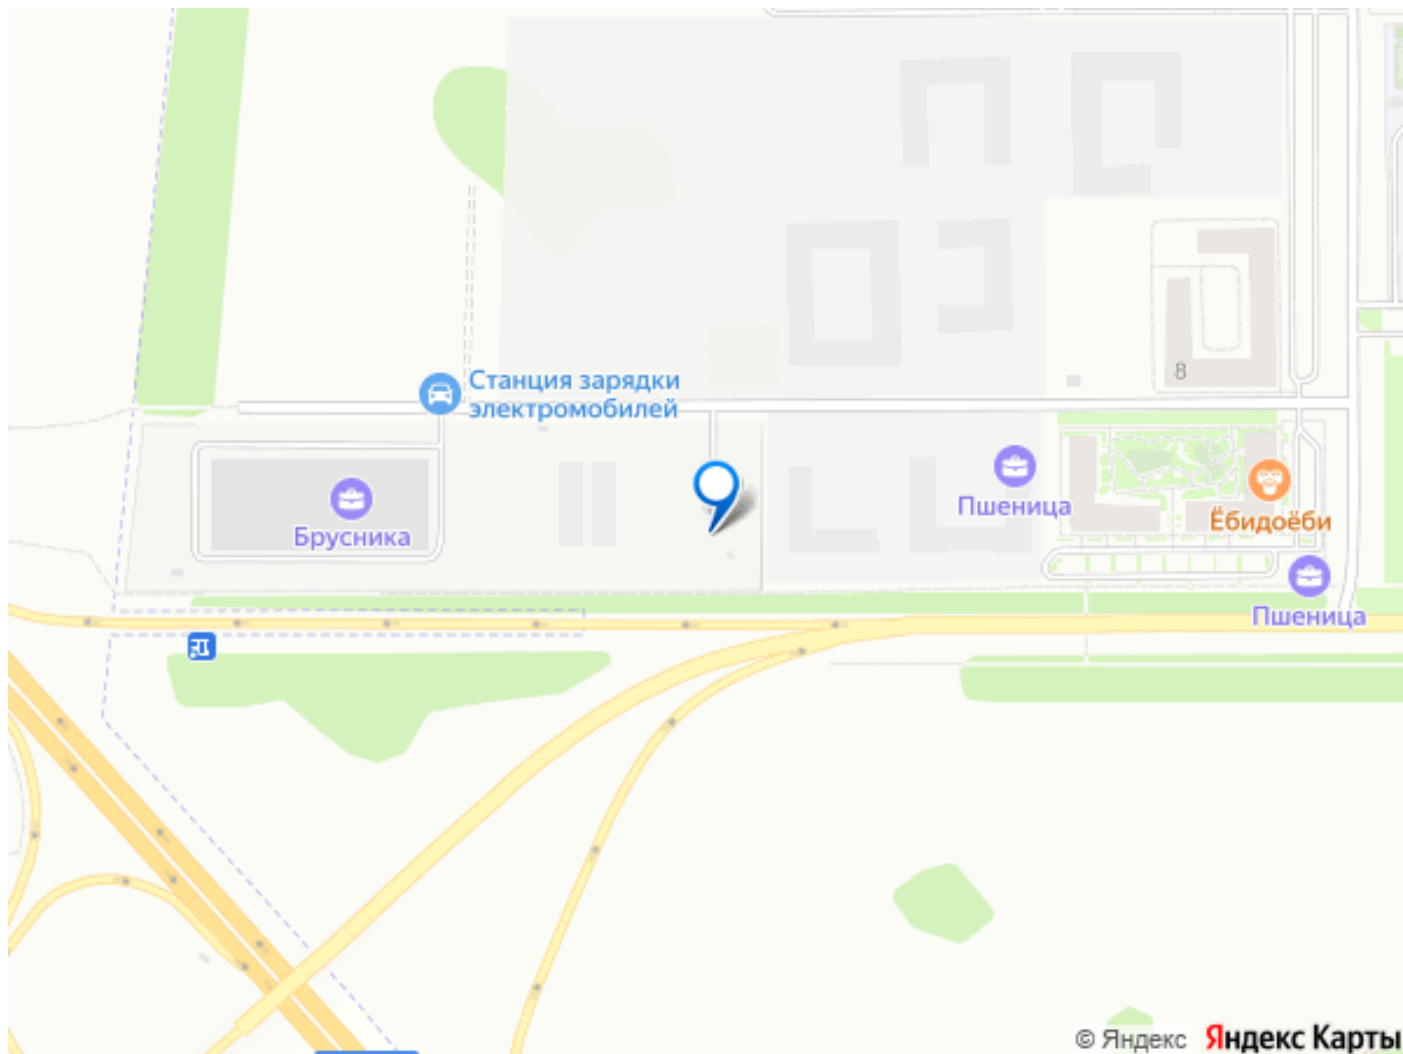 Станция зарядки
электромобилей
8
Пшеница
Брусника
Ёбидоёби
Пшеница
© Яндекс Яндекс Карты